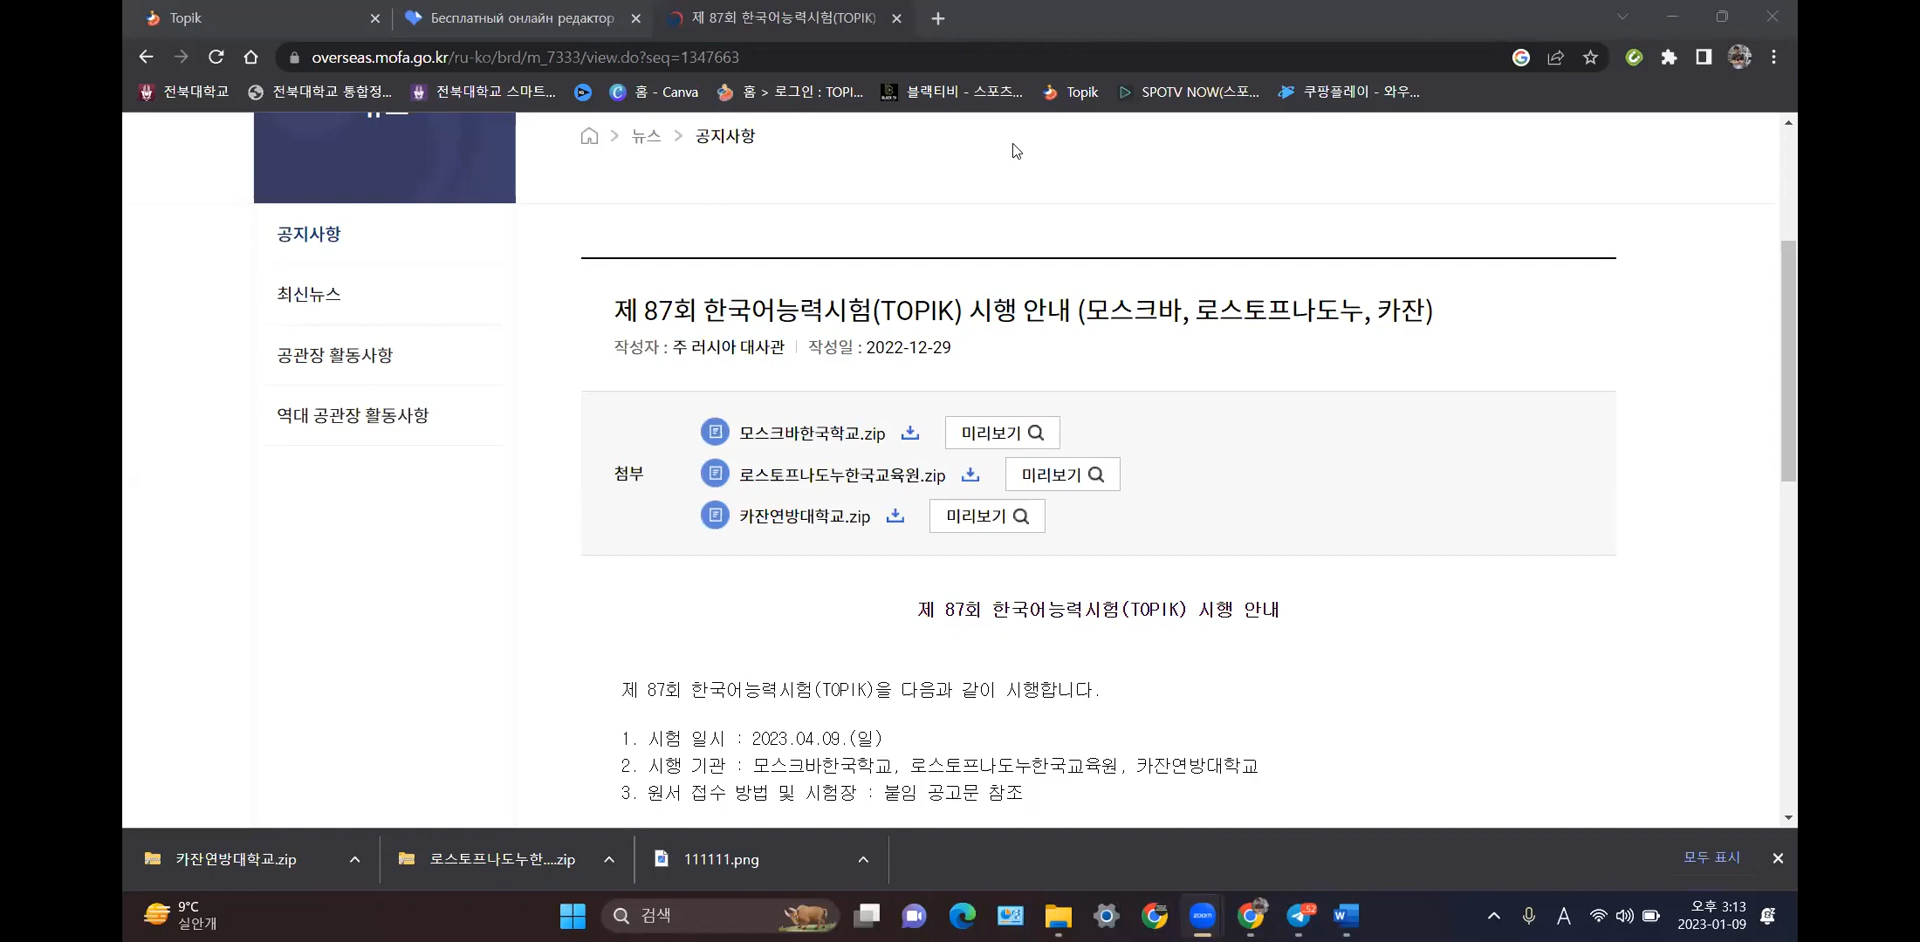 Topik
Бесплатный онлайн редактор
제 87회 한국어능력시험(TOPIK)
overseas.mofa.go.kr/ru-ko/brd/m_7333/view.do?seq=1347663
전북대학교
전북대학교 통합정...
전북대학교 스마트...
홈 - Canva
홈 > 로그인 : TOPI...
블랙티비 - 스포츠...
Topik
SPOTV NOW(스포...
쿠팡플레이 - 와우...
뉴스 > 공지사항
공지사항
최신뉴스
공관장 활동사항
역대 공관장 활동사항
제 87회 한국어능력시험(TOPIK) 시행 안내 (모스크바, 로스토프나도누, 카잔)
작성자 : 주 러시아 대사관 작성일 : 2022-12-29
첨부
모스크바한국학교.zip 미리보기
로스토프나도누한국교육원.zip 미리보기
카잔연방대학교.zip 미리보기
제 87회 한국어능력시험(TOPIK) 시행 안내
제 87회 한국어능력시험(TOPIK)을 다음과 같이 시행합니다.
1. 시험 일시 : 2023.04.09.(일)
2. 시행 기관 : 모스크바한국학교, 로스토프나도누한국교육원, 카잔연방대학교
3. 원서 접수 방법 및 시험장 : 붙임 공고문 참조
카잔연방대학교.zip
로스토프나도누한....zip
111111.png
모두 표시
9°C
실안개
검색
zoom
52
A
오후 3:13
2023-01-09